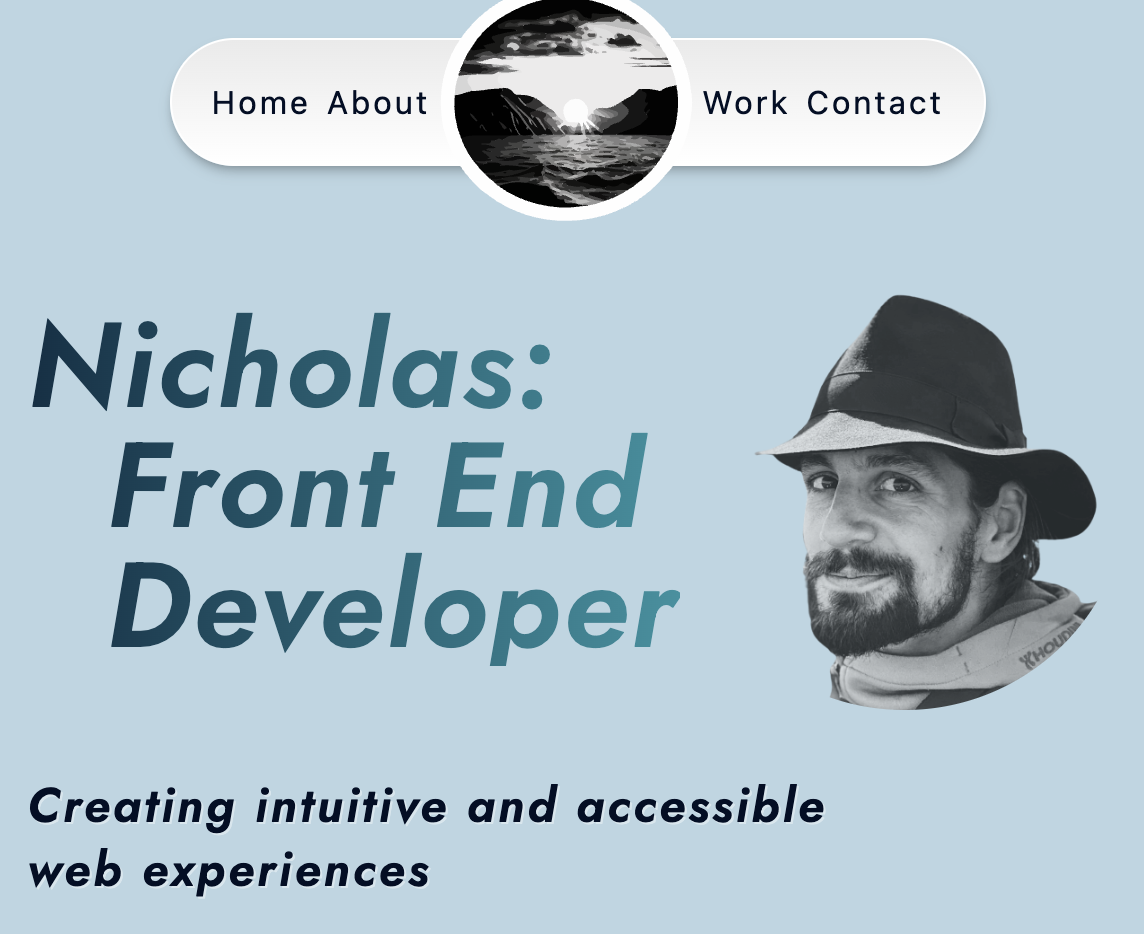 Home About Work Contact
Nicholas:
Front End
Developer
Creating intuitive and accessible
web experiences